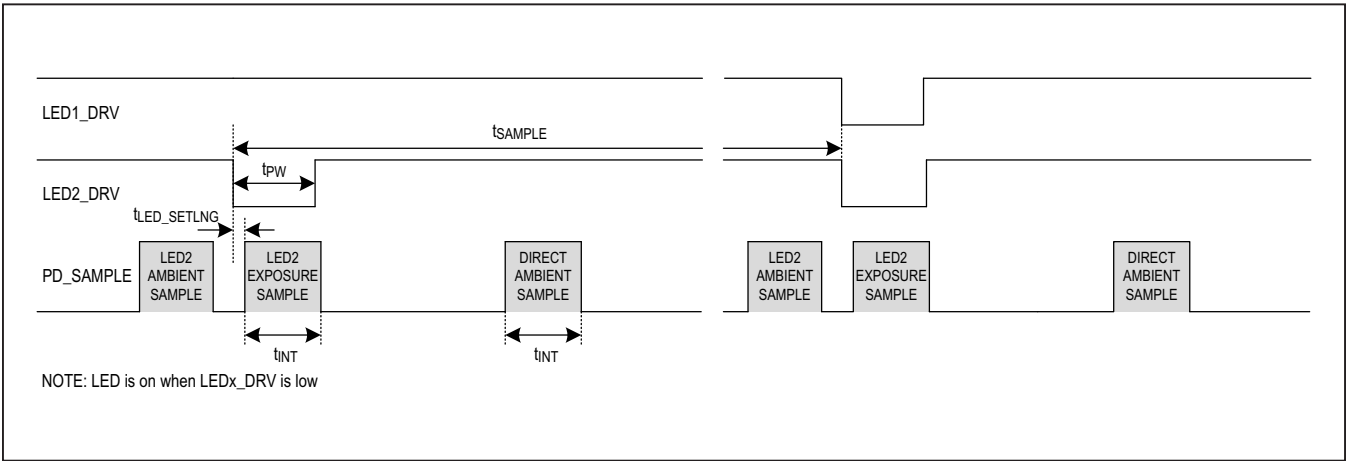 LED1_DRV
tSAMPLE
tPW
LED2_DRV
tLED_SETLNG
PD_SAMPLE
LED2
AMBIENT
SAMPLE
LED2
EXPOSURE
SAMPLE
DIRECT
AMBIENT
SAMPLE
LED2
AMBIENT
SAMPLE
LED2
EXPOSURE
SAMPLE
DIRECT
AMBIENT
SAMPLE
tINT
tINT
NOTE: LED is on when LEDx_DRV is low